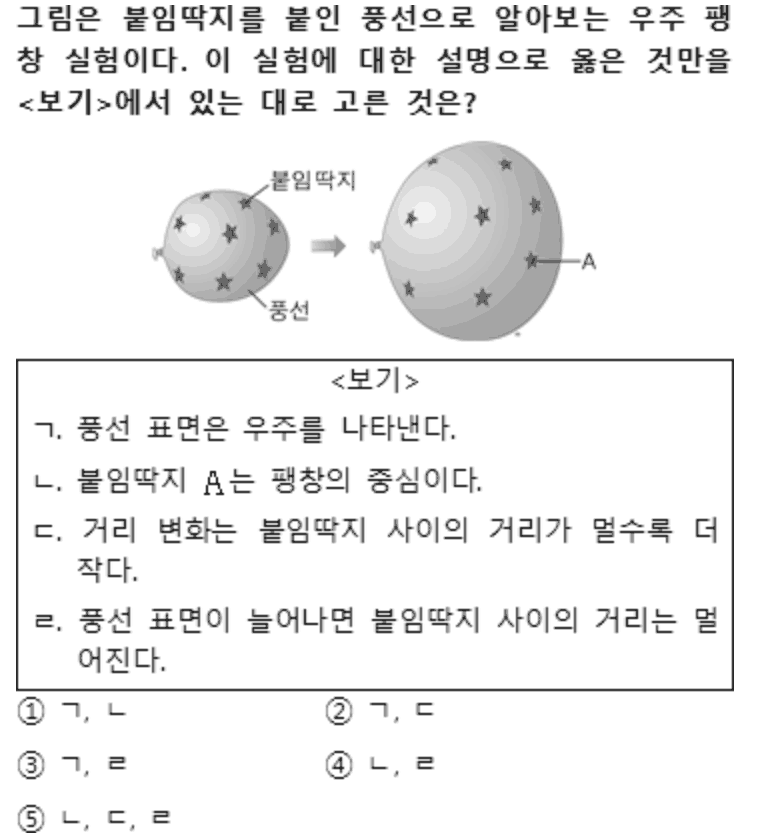 그림은 붙임딱지를 붙인 풍선으로 알아보는 우주 팽
창 실험이다. 이 실험에 대한 설명으로 옳은 것만을
<보기>에서 있는 대로 고른 것은?
붙임딱지
A
풍선
<보기>
ㄱ. 풍선 표면은 우주를 나타낸다.
ㄴ. 붙임딱지 A는 팽창의 중심이다.
ㄷ. 거리 변화는 붙임딱지 사이의 거리가 멀수록 더
작다.
ㄹ. 풍선 표면이 늘어나면 붙임딱지 사이의 거리는 멀
어진다.
① ㄱ, ㄴ ② ㄱ, ㄷ
③ ㄱ, ㄹ ④ ㄴ, ㄹ
⑤ ㄴ, ㄷ, ㄹ